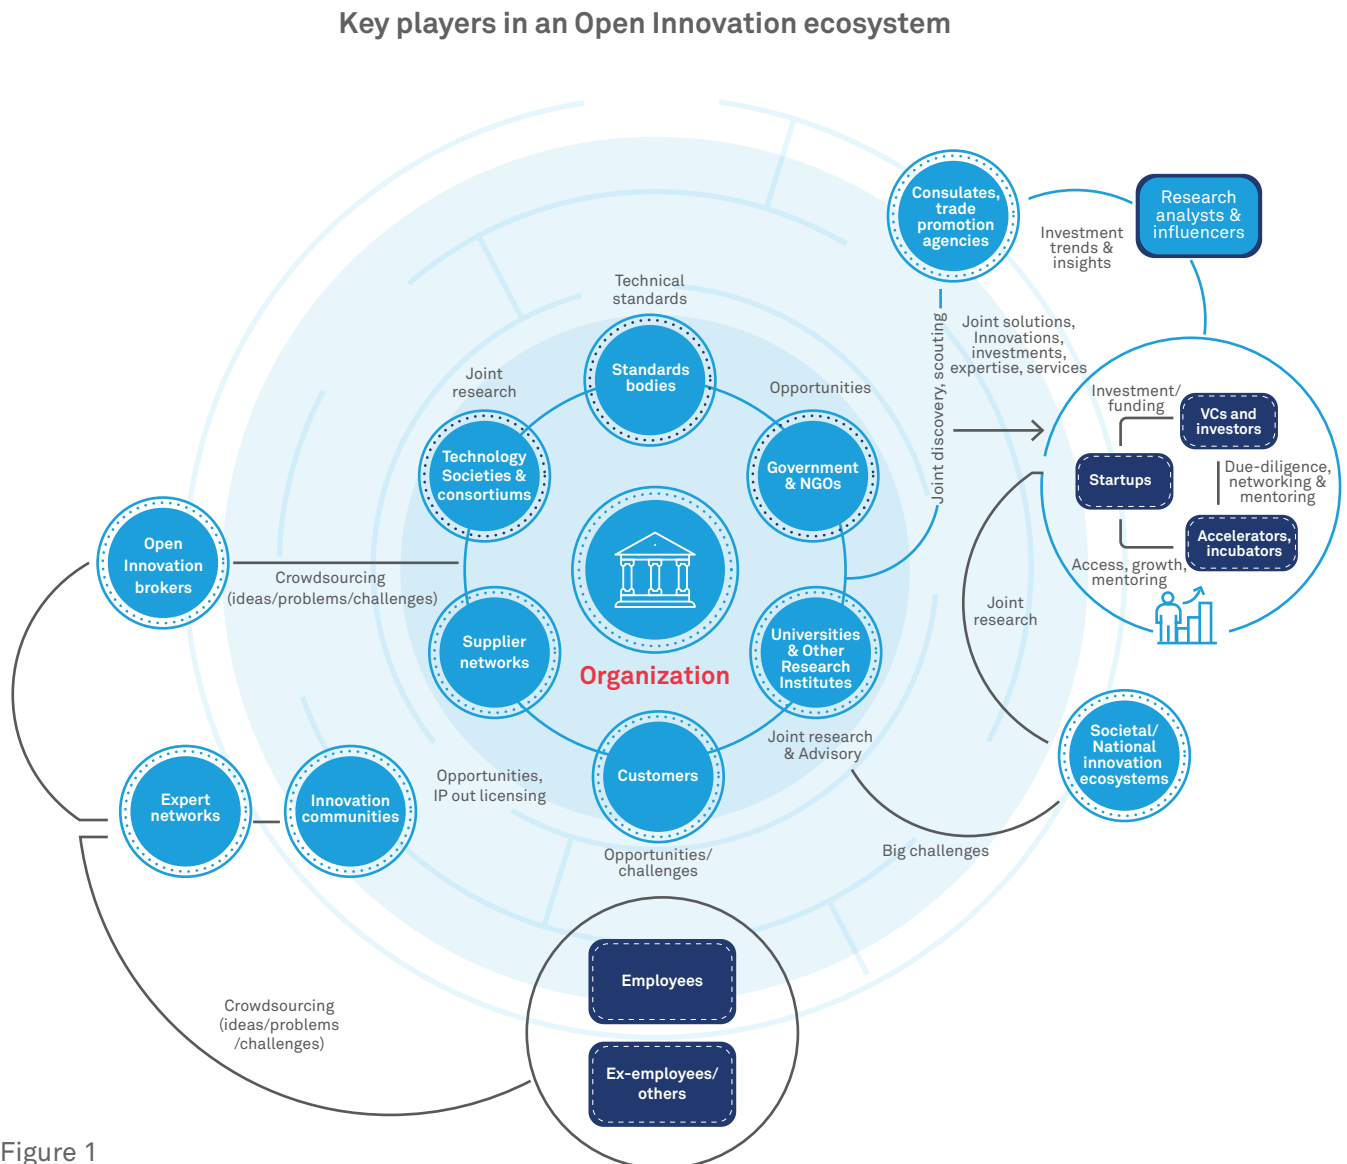 Key players in an Open Innovation ecosystem
Consulates,
trade
promotion
agencies
Research
analysts &
influencers
Investment
trends &
insights
Technical
standards
Standards
bodies
Joint
research
Technology
Societies &
consortiums
Opportunities
Government
& NGOs
Joint discovery, scouting
Joint solutions,
Innovations,
investments,
expertise, services
Investment/
funding
VCs and
investors
Startups
Due-diligence,
networking &
mentoring
Accelerators,
incubators
Access, growth,
mentoring
Open
Innovation
brokers
Crowdsourcing
(ideas/problems/challenges)
Supplier
networks
Organization
Universities
& Other
Research
Institutes
Joint
research
Joint research
& Advisory
Societal/
National
innovation
ecosystems
Customers
Opportunities,
IP out licensing
Expert
networks
Innovation
communities
Opportunities/
challenges
Big challenges
Employees
Crowdsourcing
(ideas/problems
/challenges)
Ex-employees/
others
Figure 1